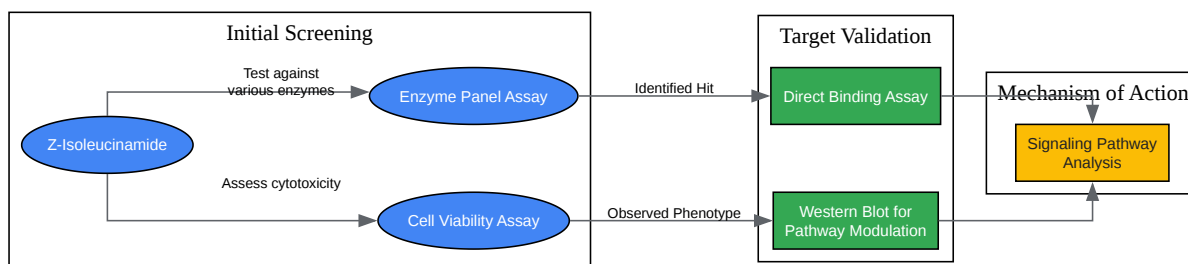 Initial Screening
Test against
various enzymes
Z-Isoleucinamide
Enzyme Panel Assay
Assess cytotoxicity
Cell Viability Assay
Identified Hit
Observed Phenotype
Target Validation
Direct Binding Assay
Western Blot for
Pathway Modulation
Mechanism of Action
Signaling Pathway
Analysis